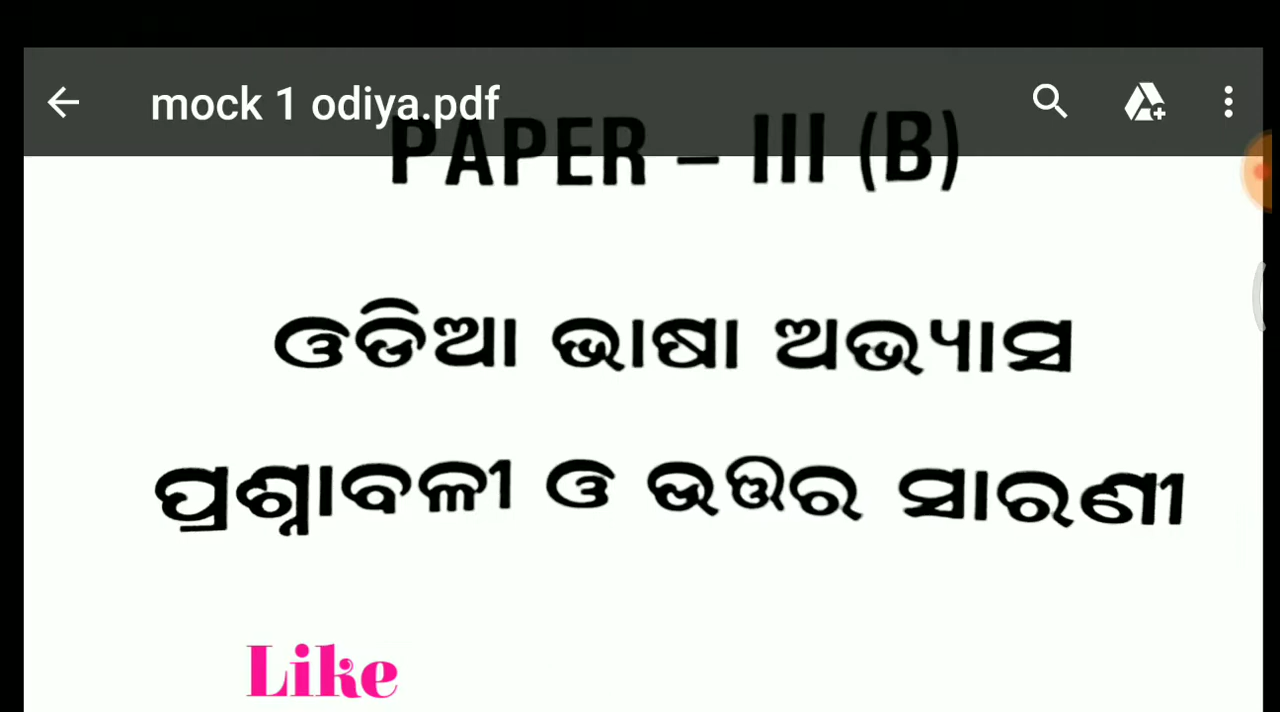 mock 1 odiya.pdf
PAPER – III (B)
ଓଡିଆ ଭାଷା ଅଭ୍ୟାସ
ପ୍ରଶ୍ନାବଳୀ ଓ ଉତ୍ତର ସାରଣୀ
Like